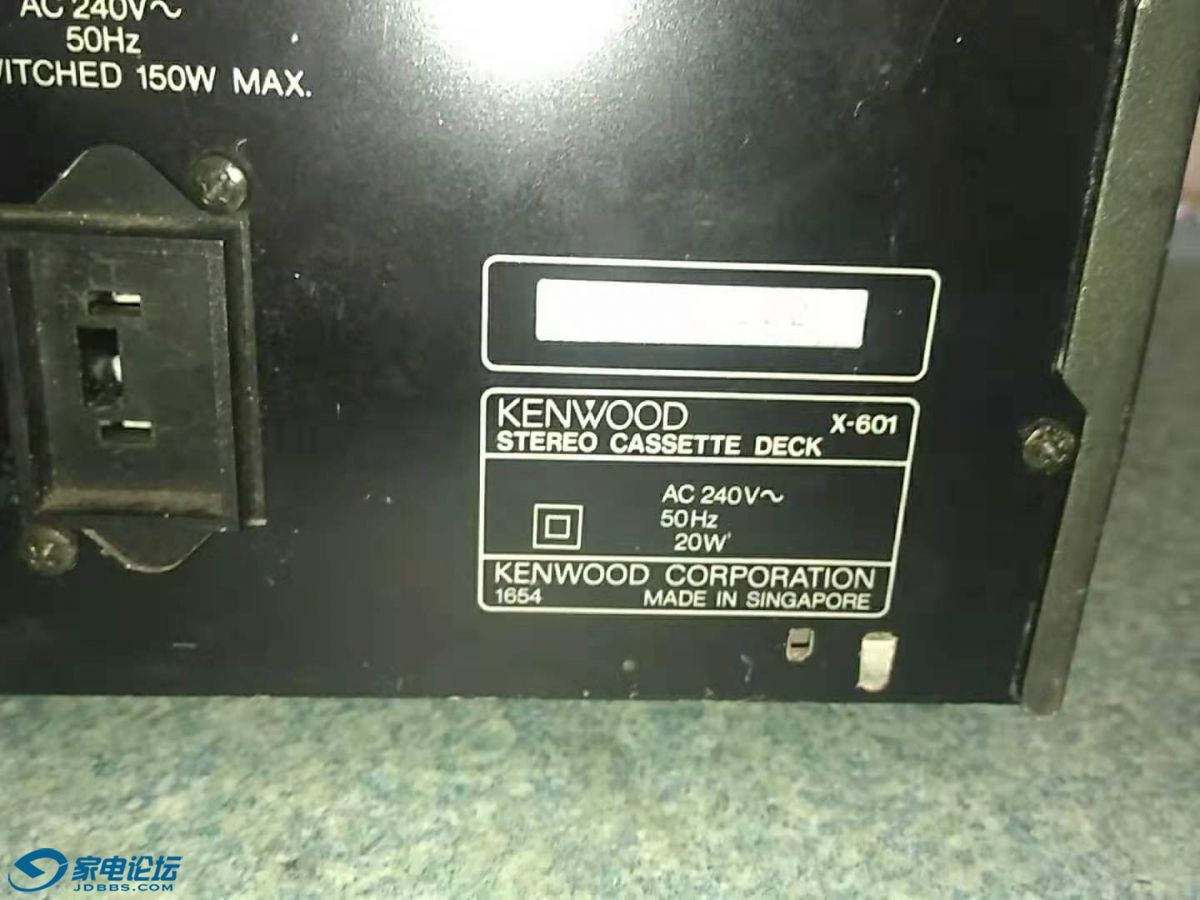 AC 240V~
50Hz
WITCHED 150W MAX.
KENWOOD
X-601
STEREO CASSETTE DECK
AC 240V~
50Hz
20W
KENWOOD CORPORATION
1654 MADE IN SINGAPORE
家电论坛
JDBBS.COM